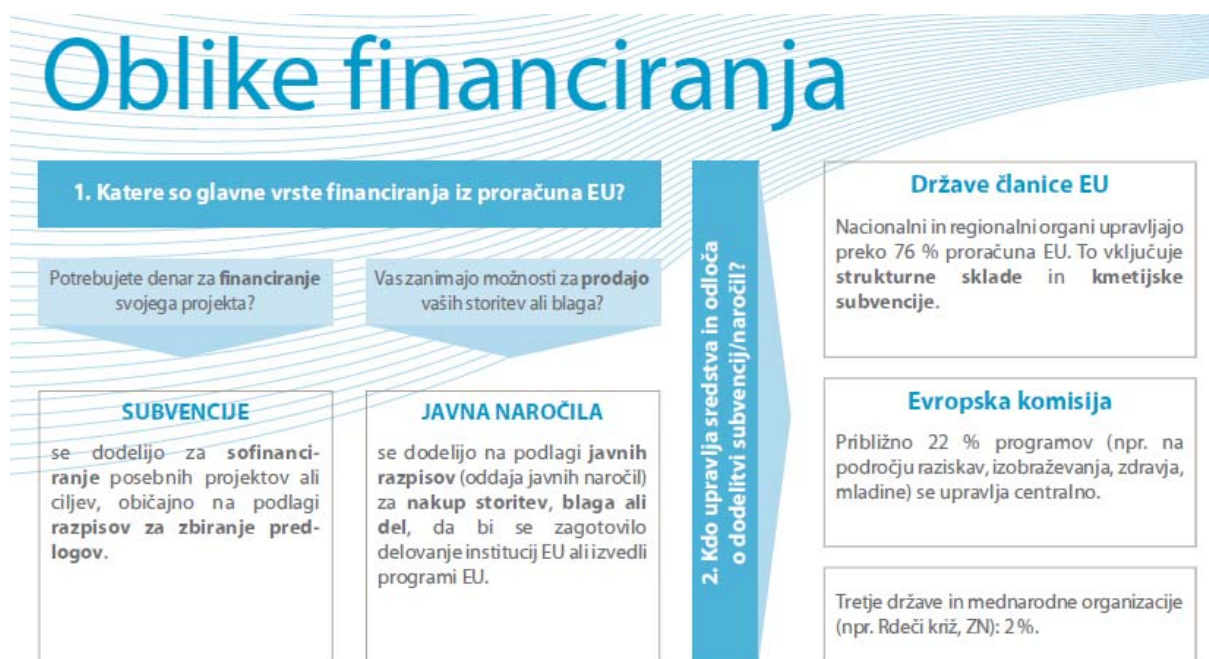 Oblike financiranja
1. Katere so glavne vrste financiranja iz proračuna EU?
Potrebujete denar za financiranje
svojega projekta?
Vas zanimajo možnosti za prodajo
vaših storitev ali blaga?
SUBVENCIJE
se dodelijo za sofinanci-
ranje posebnih projektov ali
ciljev, običajno na podlagi
razpisov za zbiranje pred-
logov.
JAVNA NAROČILA
se dodelijo na podlagi javnih
razpisov (oddaja javnih naročil)
za nakup storitev, blaga ali
del, da bi se zagotovilo
delovanje institucij EU ali izvedli
programi EU.
2. Kdo upravlja sredstva in odloča
o dodelitvi subvencij/naročil?
Države članice EU
Nacionalni in regionalni organi upravljajo
preko 76 % proračuna EU. To vključuje
strukturne sklade in kmetijske
subvencije.
Evropska komisija
Približno 22 % programov (npr. na
področju raziskav, izobraževanja, zdravja,
mladine) se upravlja centralno.
Tretje države in mednarodne organizacije
(npr. Rdeči križ, ZN): 2 %.